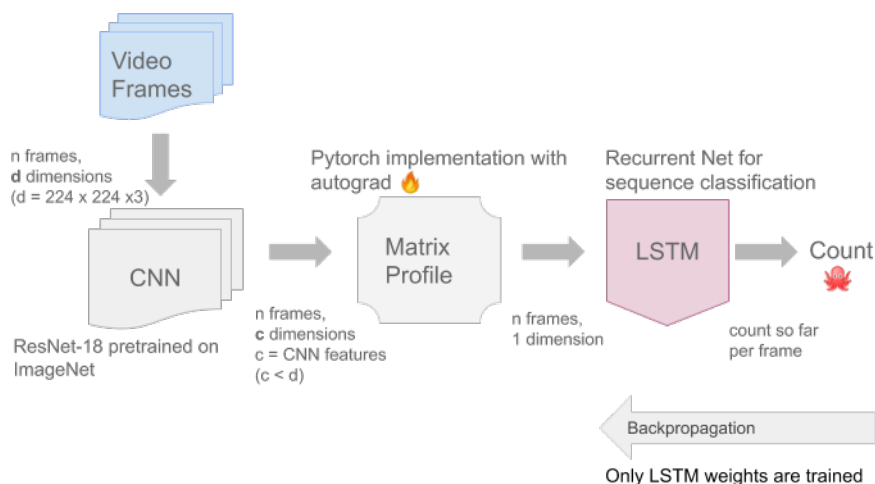 Video
Frames
n frames,
d dimensions
(d = 224 x 224 x3)
Pytorch implementation with
autograd 🔥
Recurrent Net for
sequence classification
CNN
Matrix
Profile
LSTM
Count
🐙
ResNet-18 pretrained on
ImageNet
n frames,
c dimensions
c = CNN features
(c < d)
n frames,
1 dimension
count so far
per frame
Backpropagation
Only LSTM weights are trained